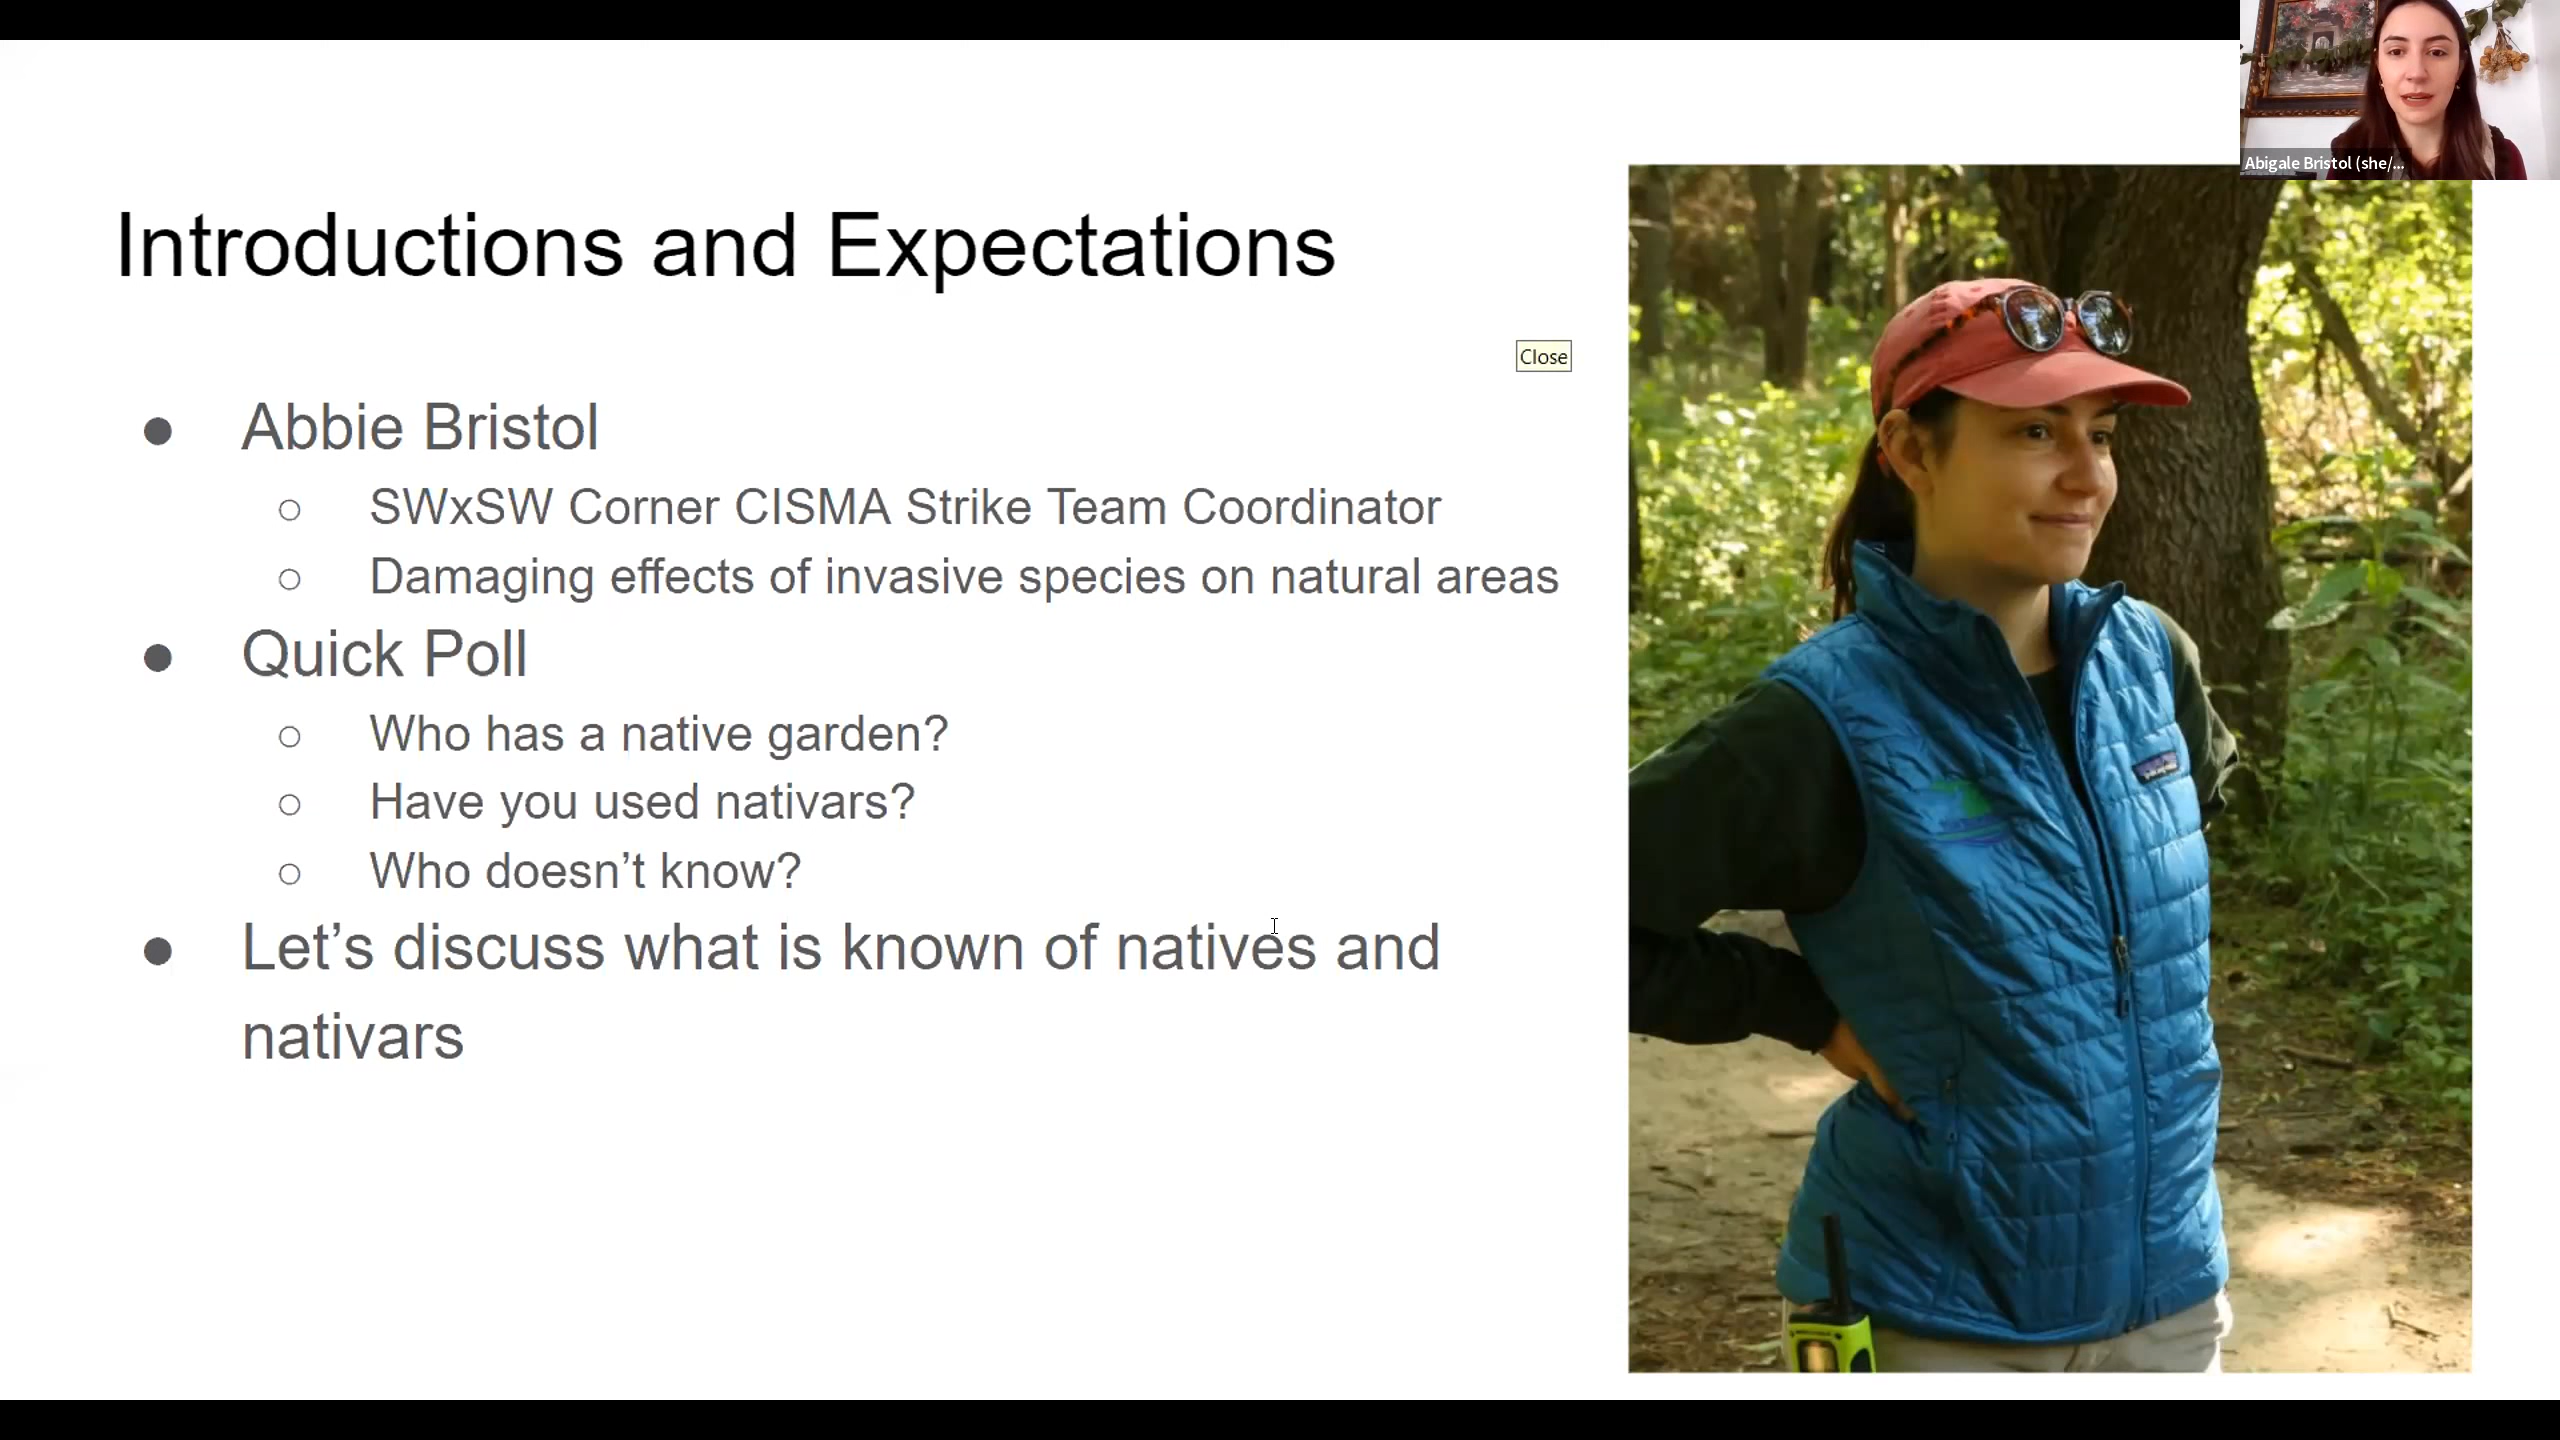 Abigale Bristol (she/...
Introductions and Expectations
Close
● Abbie Bristol
○ SWxSW Corner CISMA Strike Team Coordinator
○ Damaging effects of invasive species on natural areas
● Quick Poll
○ Who has a native garden?
○ Have you used nativars?
○ Who doesn’t know?
● Let’s discuss what is known of natives and
nativars